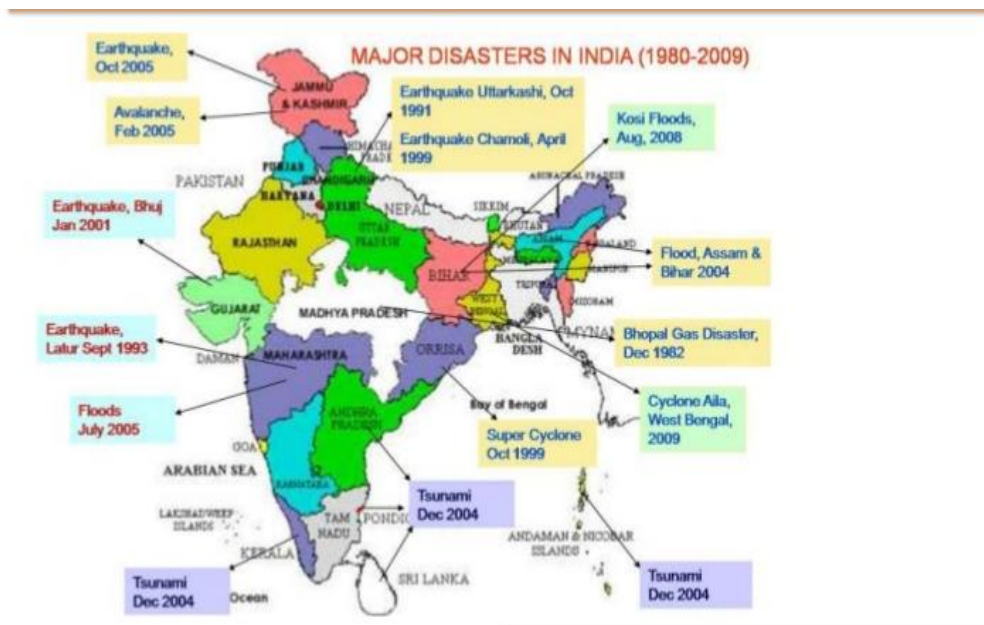 MAJOR DISASTERS IN INDIA (1980-2009)
Earthquake,
Oct 2005
Avalanche,
Feb 2005
Earthquake Uttarkashi, Oct
1991
Earthquake Chamoli, April
1999
Kosi Floods,
Aug, 2008
Earthquake, Bhuj
Jan 2001
Flood, Assam &
Bihar 2004
Earthquake,
Latur Sept 1993
Bhopal Gas Disaster,
Dec 1982
Floods
July 2005
Cyclone Aila,
West Bengal,
2009
Super Cyclone
Oct 1999
Tsunami
Dec 2004
Tsunami
Dec 2004
Tsunami
Dec 2004
JAMMU
& KASHMIR
PUNJAB
CHANDIGARH
HARYANA
DELHI
PAKISTAN
NEPAL
SIKKIM
BHUTAN
ARUNACHAL PRADESH
RAJASTHAN
UTTAR
PRADESH
BIHAR
ASSAM
MANIPUR
TRIPURA
MIZORAM
WEST
GUJARAT
MADHYA PRADESH
BANGLA
DESH
MYNAN
DAMAN
MAHARASHTRA
ORRISA
Bay of Bengal
ANDHRA
PRADESH
GOA
ARABIAN SEA
KARNATAKA
LAKSHADWEEP
ISLANDS
TAM
NADU
PONDIC
KERALA
SRI LANKA
ANDAMAN & NICOBAR
ISLANDS
Ocean